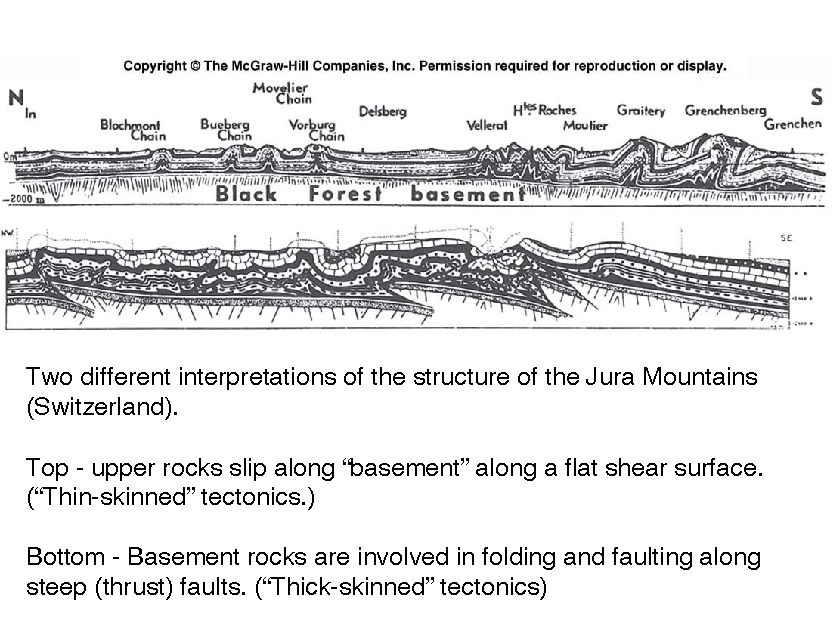 Copyright © The McGraw-Hill Companies, Inc. Permission required for reproduction or display.
N
S
In
Blochmont Chain
Bueberg Chain
Movelier Chain
Vorburg Chain
Delsberg
Vellerat
Htes Roches
Moutier
Graitery
Grenchenberg
Grenchen
0m
-2000 m
Black Forest basement
NW
SE
Two different interpretations of the structure of the Jura Mountains
(Switzerland).
Top - upper rocks slip along “basement” along a flat shear surface.
(“Thin-skinned” tectonics.)
Bottom - Basement rocks are involved in folding and faulting along
steep (thrust) faults. (“Thick-skinned” tectonics)